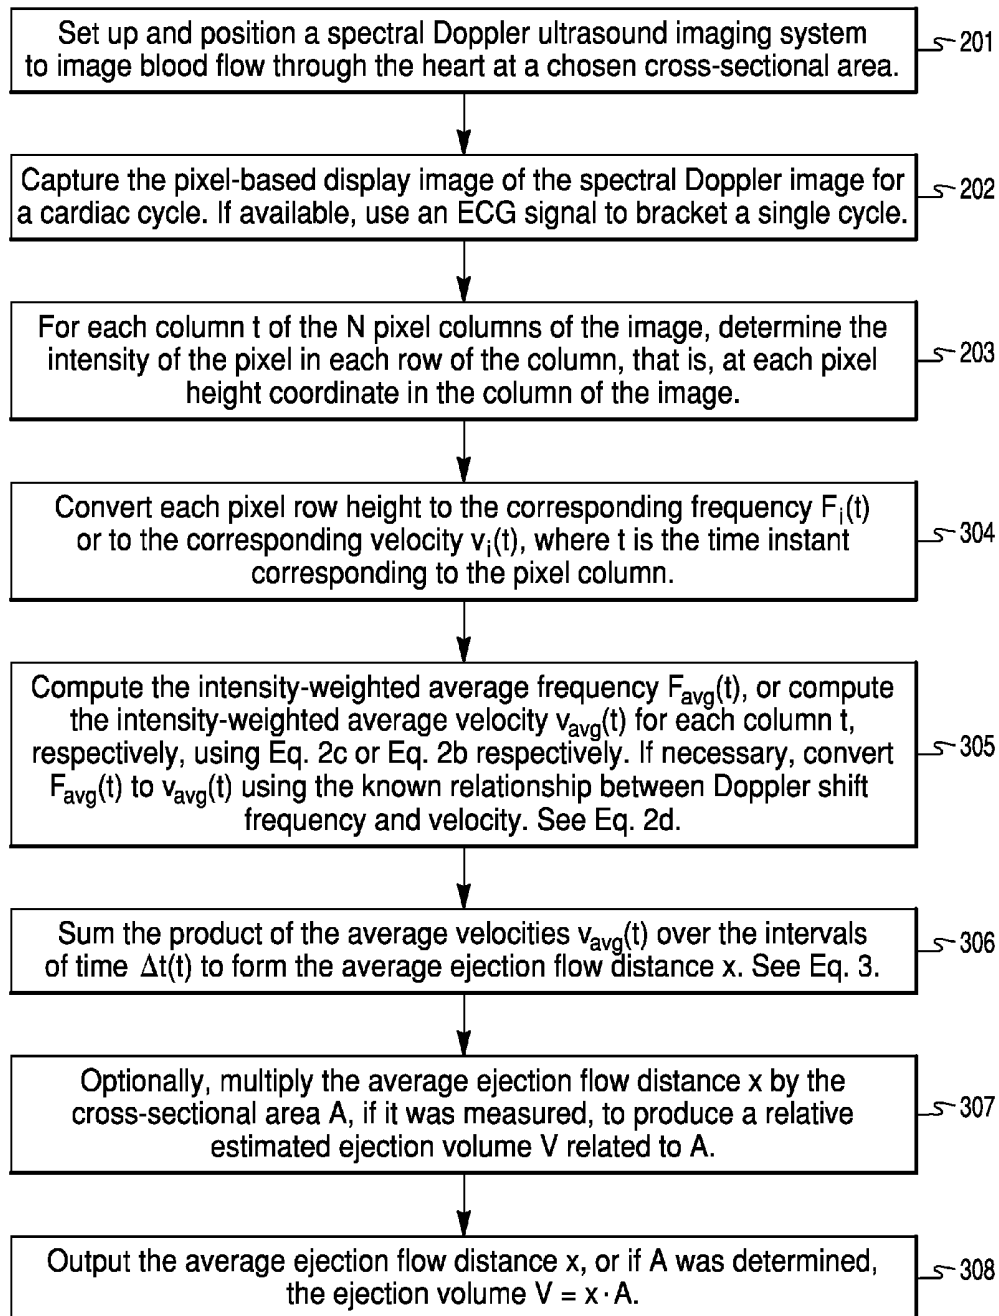 Set up and position a spectral Doppler ultrasound imaging system
to image blood flow through the heart at a chosen cross-sectional area.
201
Capture the pixel-based display image of the spectral Doppler image for
a cardiac cycle. If available, use an ECG signal to bracket a single cycle.
202
For each column t of the N pixel columns of the image, determine the
intensity of the pixel in each row of the column, that is, at each pixel
height coordinate in the column of the image.
203
Convert each pixel row height to the corresponding frequency Fi(t)
or to the corresponding velocity vi(t), where t is the time instant
corresponding to the pixel column.
304
Compute the intensity-weighted average frequency Favg(t), or compute
the intensity-weighted average velocity vavg(t) for each column t,
respectively, using Eq. 2c or Eq. 2b respectively. If necessary, convert
Favg(t) to vavg(t) using the known relationship between Doppler shift
frequency and velocity. See Eq. 2d.
305
Sum the product of the average velocities vavg(t) over the intervals
of time Δt(t) to form the average ejection flow distance x. See Eq. 3.
306
Optionally, multiply the average ejection flow distance x by the
cross-sectional area A, if it was measured, to produce a relative
estimated ejection volume V related to A.
307
Output the average ejection flow distance x, or if A was determined,
the ejection volume V = x · A.
308